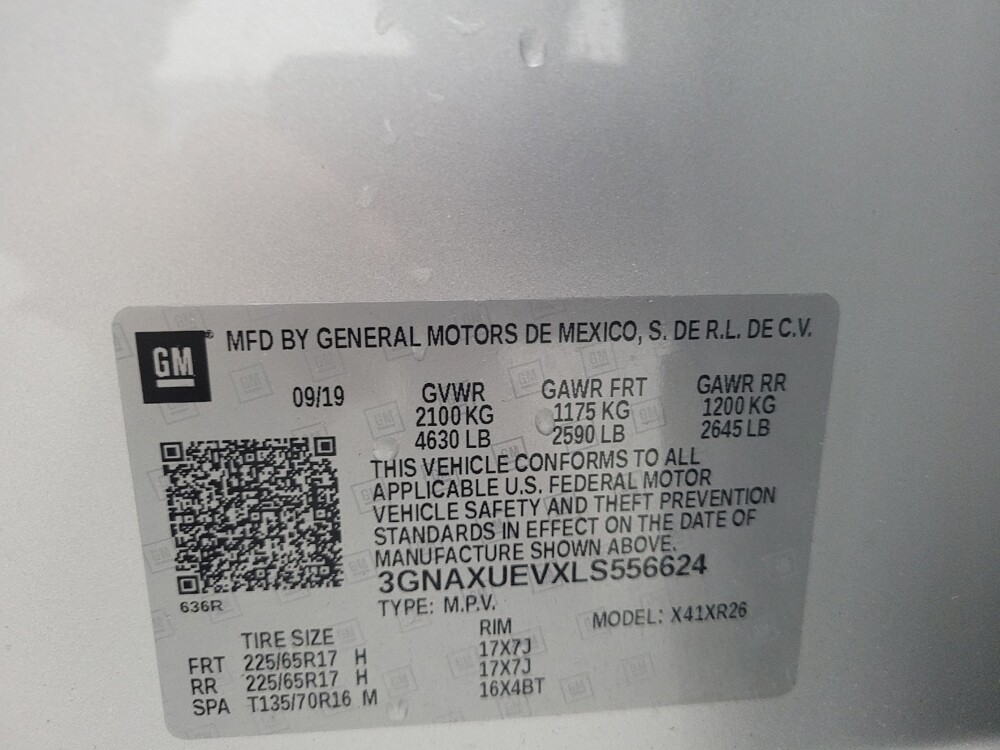 GM® MFD BY GENERAL MOTORS DE MEXICO, S. DE R.L. DE C.V.
09/19 GVWR GAWR FRT GAWR RR
2100 KG 1175 KG 1200 KG
4630 LB 2590 LB 2645 LB
THIS VEHICLE CONFORMS TO ALL
APPLICABLE U.S. FEDERAL MOTOR
VEHICLE SAFETY AND THEFT PREVENTION
STANDARDS IN EFFECT ON THE DATE OF
MANUFACTURE SHOWN ABOVE.
3GNAXUEVXLS556624
636R
TYPE: M.P.V. MODEL: X41XR26
TIRE SIZE RIM
FRT 225/65R17 H 17X7J
RR 225/65R17 H 17X7J
SPA T135/70R16 M 16X4BT